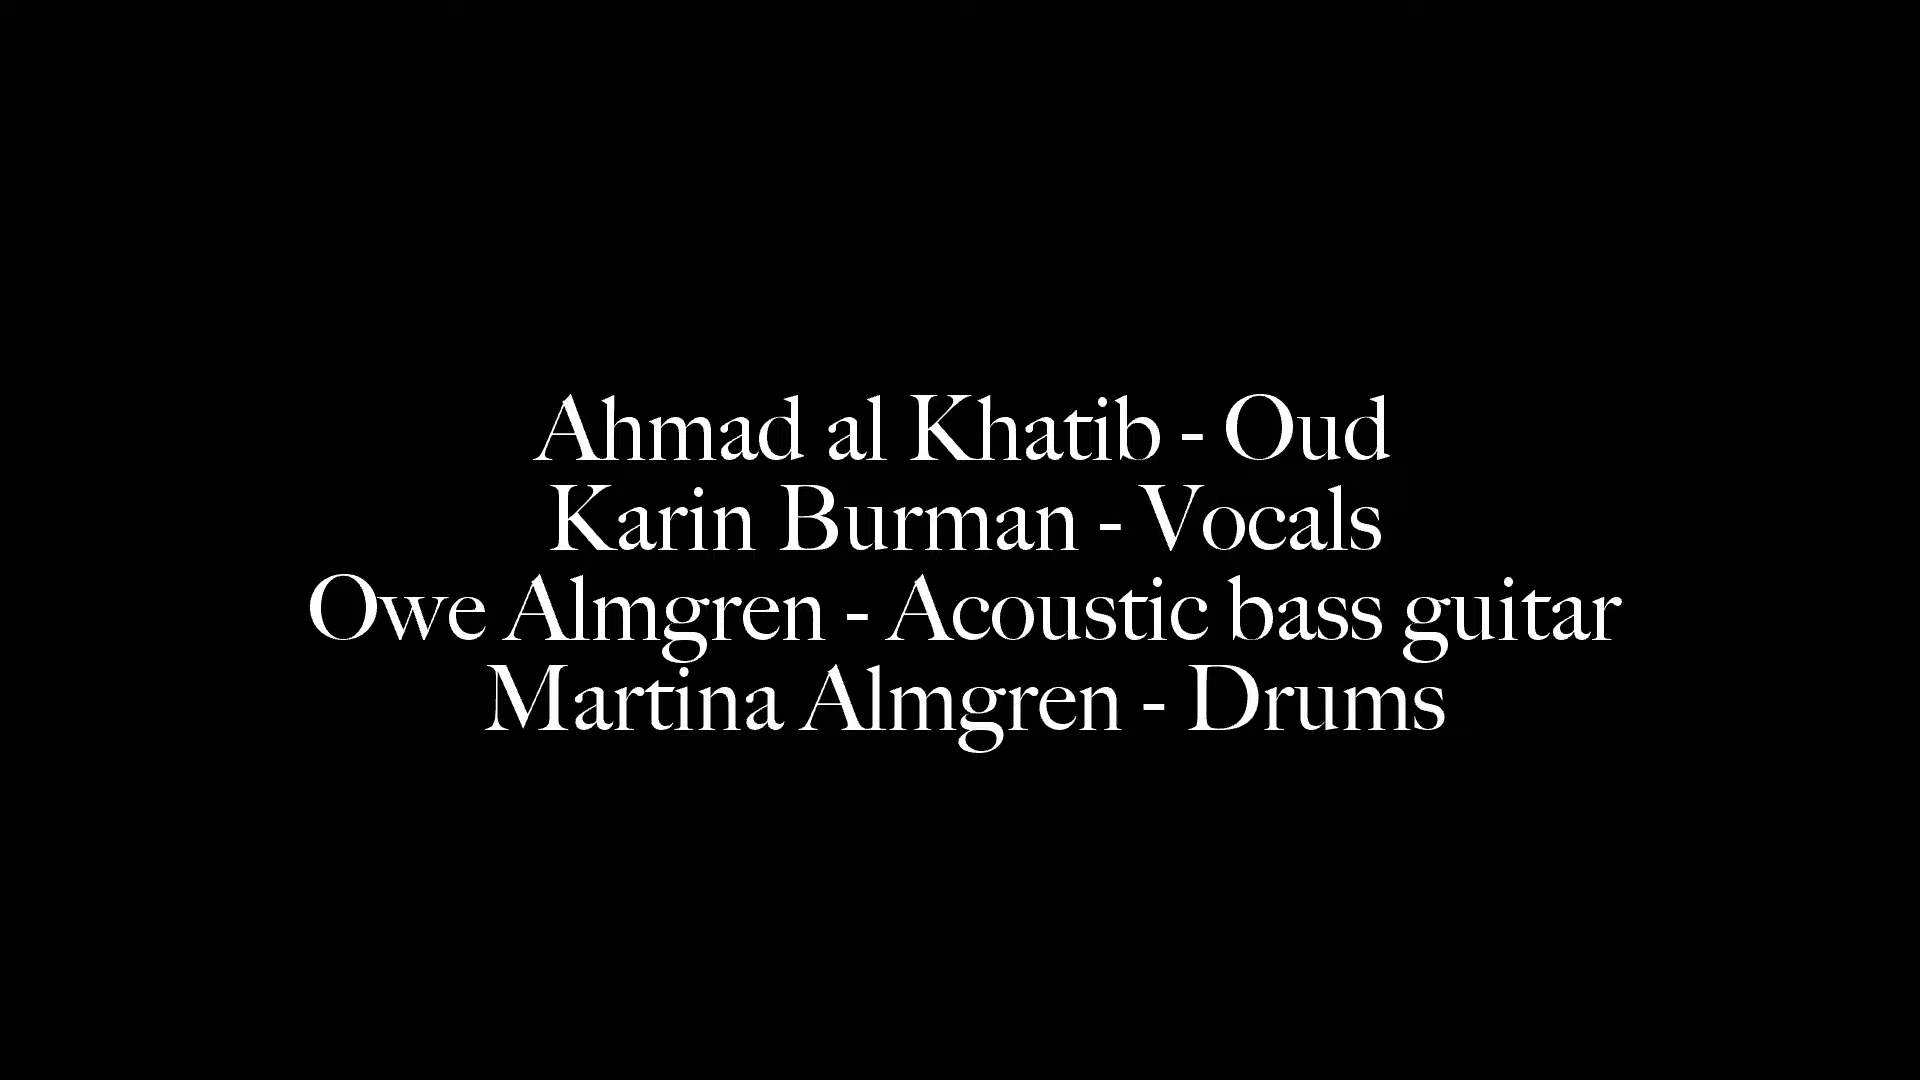 Ahmad al Khatib - Oud
Karin Burman - Vocals
Owe Almgren - Acoustic bass guitar
Martina Almgren - Drums